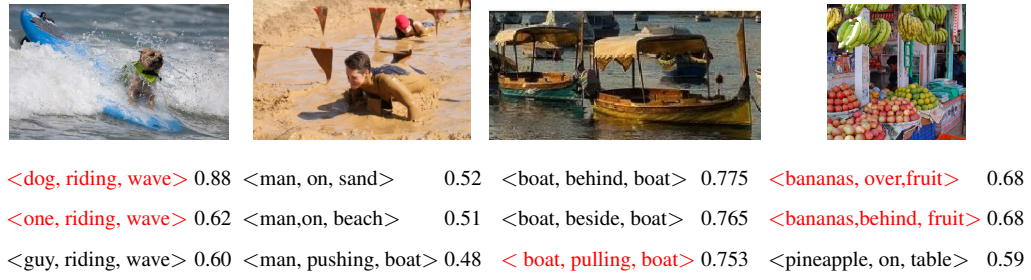 <dog, riding, wave> 0.88 <man, on, sand> 0.52 <boat, behind, boat> 0.775 <bananas, over,fruit> 0.68
<one, riding, wave> 0.62 <man,on, beach> 0.51 <boat, beside, boat> 0.765 <bananas,behind, fruit> 0.68
<guy, riding, wave> 0.60 <man, pushing, boat> 0.48 < boat, pulling, boat> 0.753 <pineapple, on, table> 0.59